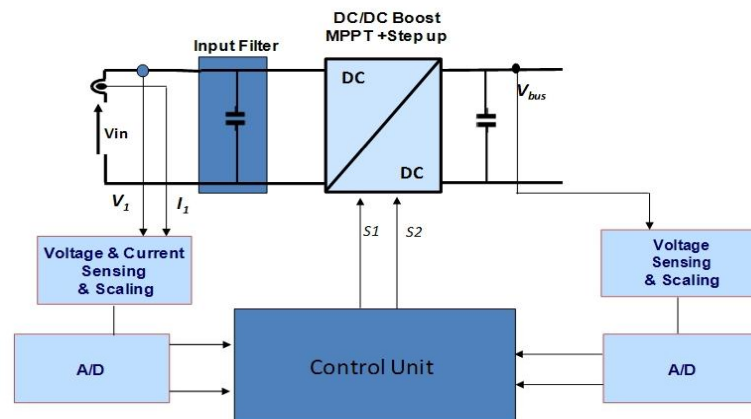 DC/DC Boost
MPPT +Step up
Input Filter
DC
DC
Vin
V1
I1
Vbus
S1
S2
Voltage & Current
Sensing
& Scaling
Voltage
Sensing
& Scaling
A/D
Control Unit
A/D